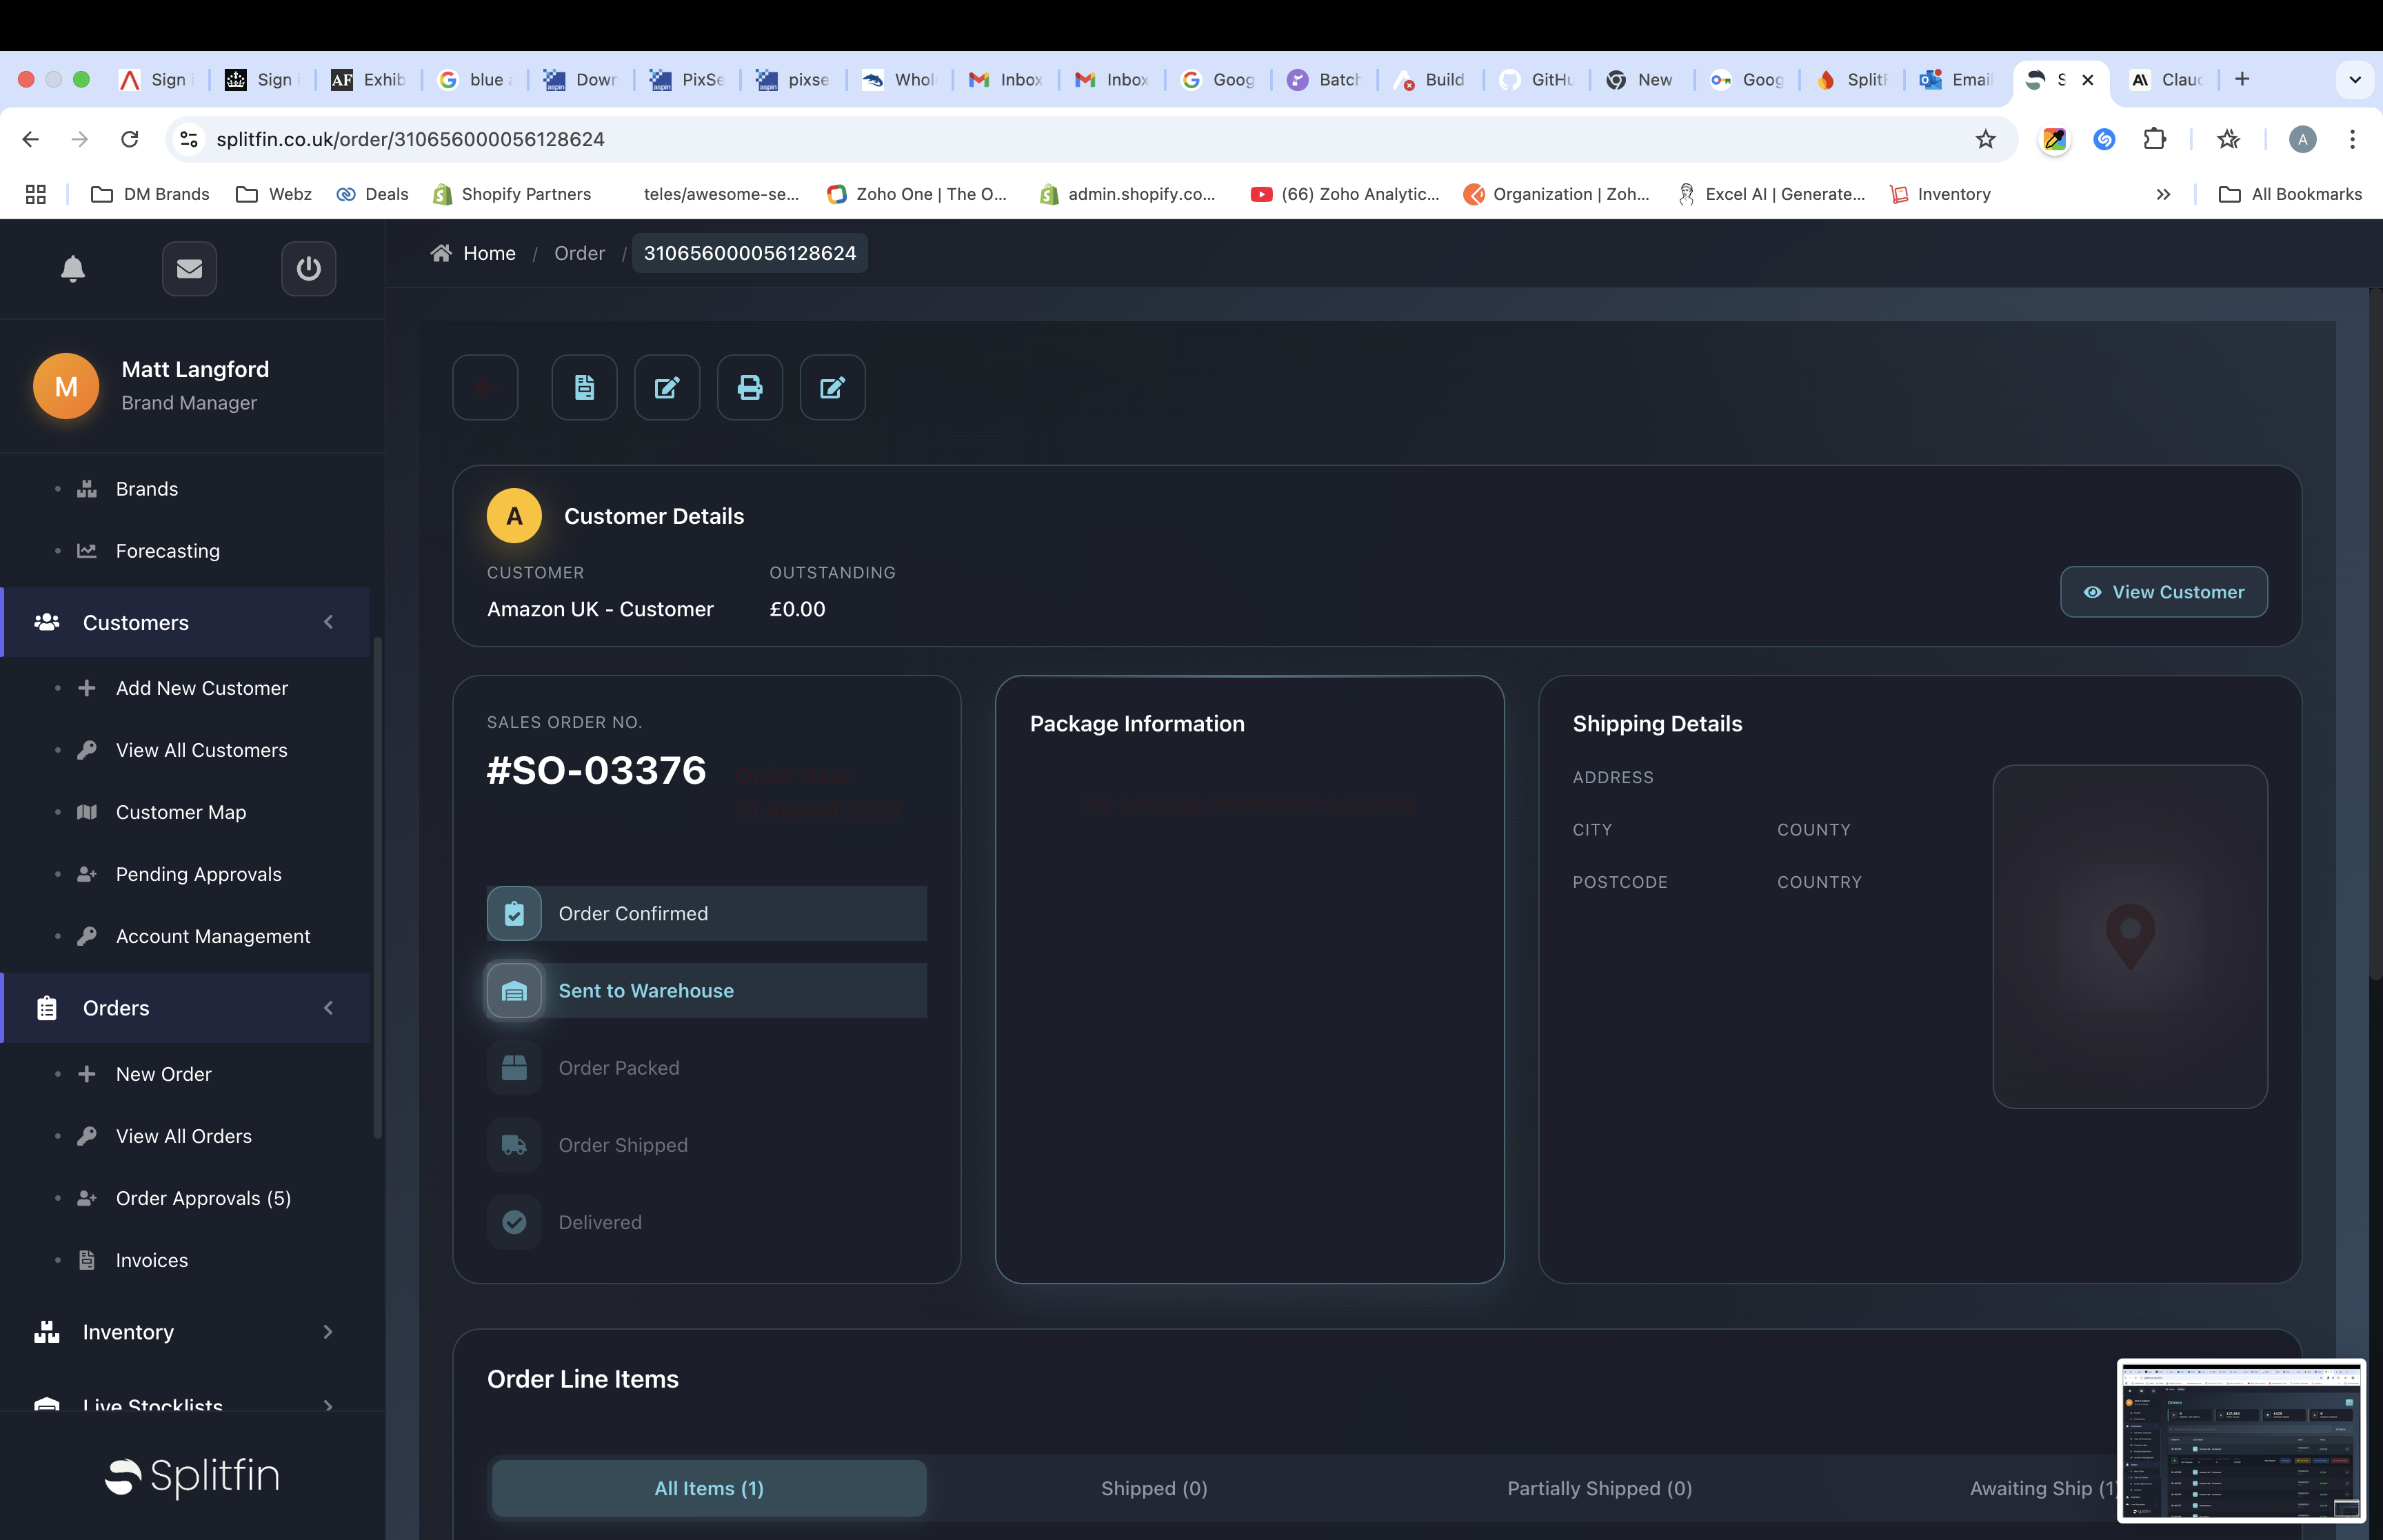 Sign i
Sign i
AF Exhib
blue a
Down
PixSe
pixse
Whol
Inbox
Inbox
Goog
Batch
Build
GitHu
New
Goog
SplitF
Email
S
Claud
splitfin.co.uk/order/310656000056128624
A
DM Brands
Webz
Deals
Shopify Partners
teles/awesome-se...
Zoho One | The O...
admin.shopify.co...
(66) Zoho Analytic...
Organization | Zoh...
Excel AI | Generate...
Inventory
All Bookmarks
Home / Order / 310656000056128624
M
Matt Langford
Brand Manager
Brands
Forecasting
Customers
Add New Customer
View All Customers
Customer Map
Pending Approvals
Account Management
Orders
New Order
View All Orders
Order Approvals (5)
Invoices
Inventory
Live Stocklists
Splitfin
A
Customer Details
CUSTOMER
OUTSTANDING
Amazon UK - Customer
£0.00
View Customer
SALES ORDER NO.
#SO-03376
Order Date
Order Confirmed
Sent to Warehouse
Order Packed
Order Shipped
Delivered
Package Information
Shipping Details
ADDRESS
CITY
COUNTY
POSTCODE
COUNTRY
Order Line Items
All Items (1)
Shipped (0)
Partially Shipped (0)
Awaiting Ship (1)